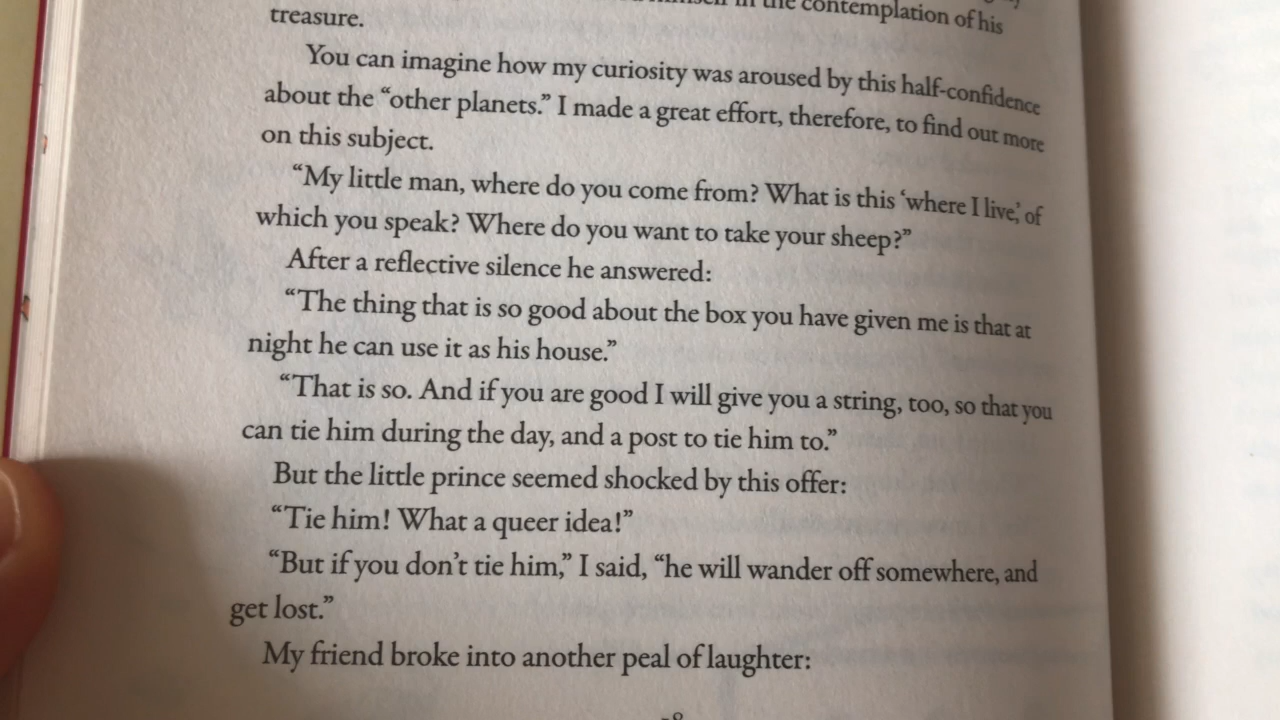 in the contemplation of his
treasure.
You can imagine how my curiosity was aroused by this half-confidence
about the “other planets.” I made a great effort, therefore, to find out more
on this subject.
“My little man, where do you come from? What is this ‘where I live,’ of
which you speak? Where do you want to take your sheep?”
After a reflective silence he answered:
“The thing that is so good about the box you have given me is that at
night he can use it as his house.”
“That is so. And if you are good I will give you a string, too, so that you
can tie him during the day, and a post to tie him to.”
But the little prince seemed shocked by this offer:
“Tie him! What a queer idea!”
“But if you don’t tie him,” I said, “he will wander off somewhere, and
get lost.”
My friend broke into another peal of laughter: